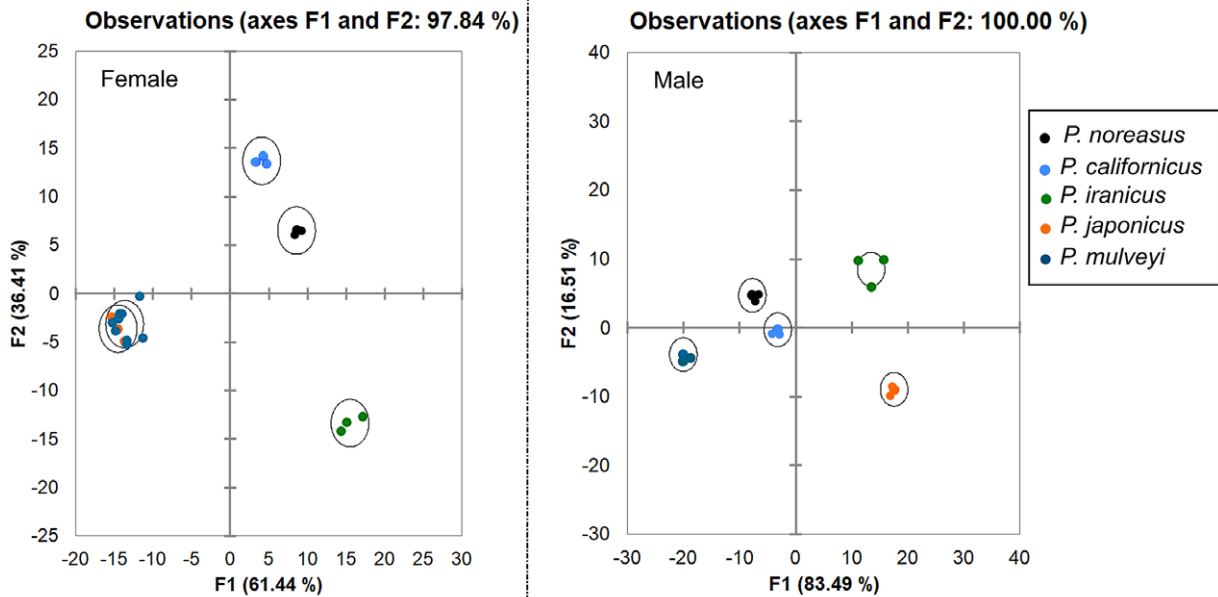 Observations (axes F1 and F2: 97.84 %)
Female
25
20
15
10
5
0
-5
-10
-15
-20
-25
F2 (36.41 %)
-20 -15 -10 -5 0 5 10 15 20 25 30
F1 (61.44 %)
Observations (axes F1 and F2: 100.00 %)
Male
40
30
20
10
0
-10
-20
-30
F2 (16.51 %)
-30 -20 -10 0 10 20 30 40
F1 (83.49 %)
P. noreasus
P. californicus
P. iranicus
P. japonicus
P. mulveyi